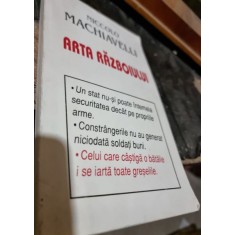 NICCOLO
MACHIAVELLI
ARTA RĂZBOIULUI
• Un stat nu-și poate întemeia
securitatea decât pe propriile
arme.
• Constrângerile nu au generat
niciodată soldați buni.
• Celui care câștigă o bătălie
i se iartă toate greșelile.